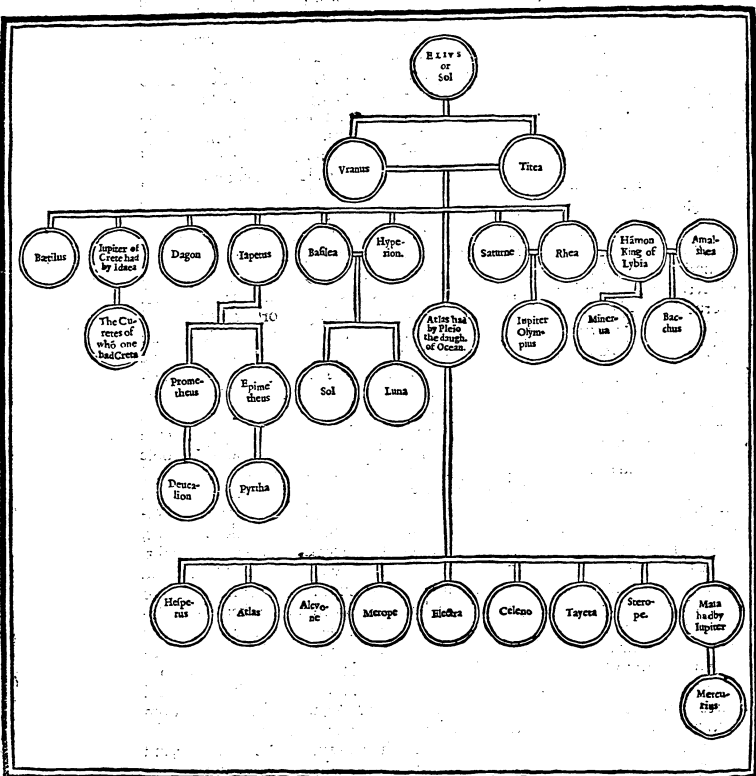 ELIVS
or
Sol
Vranus
Titea
Bætilus
Iupiter of
Crete had
by Idæa
Dagon
Iapetus
Basilea
Hype-
rion.
Saturne
Rhea
Hāmon
King of
Lybia
Amal-
thea
The Cu-
retes of
whō one
had Creta
Atlas had
by Pleio
the daugh.
of Ocean.
Iupiter
Olym-
pius
Miner-
ua
Bac-
chus
Prome-
theus
Epime-
theus
Sol
Luna
Deuca-
lion
Pyrrha
Hespe-
rus
Atlas
Alcyo-
ne
Merope
Electra
Celeno
Tayeta
Stero-
pe.
Maia
had by
Iupiter
Mercu-
rius